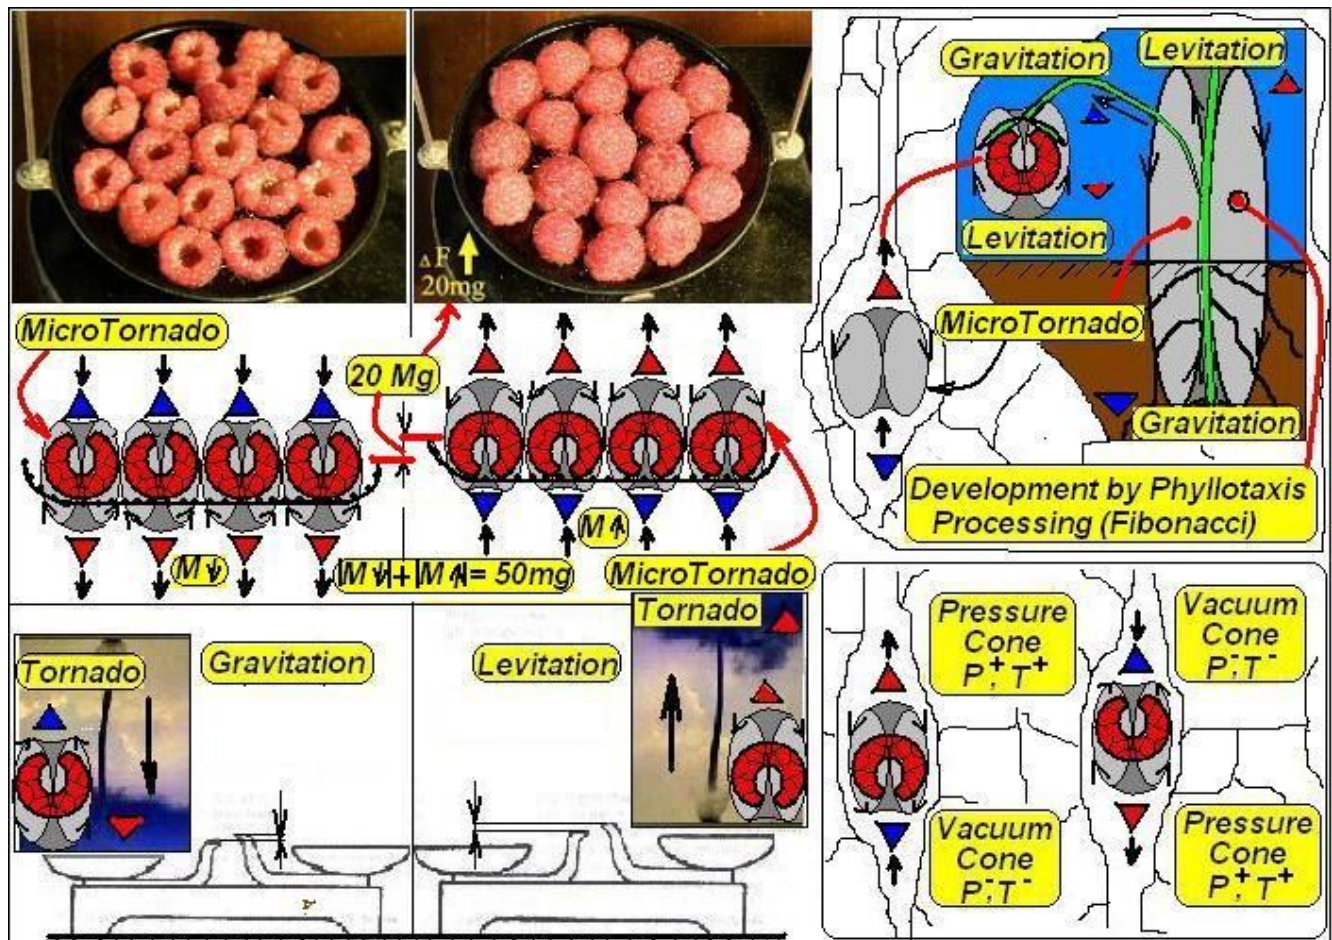 Δ F
20mg
MicroTornado
20 Mg
M
M
|M|+|M|= 50mg
MicroTornado
Tornado
Gravitation
Levitation
Tornado
Gravitation
Levitation
Levitation
MicroTornado
Gravitation
Development by Phyllotaxis
Processing (Fibonacci)
Pressure
Cone
P⁺, T⁺
Vacuum
Cone
P⁻, T⁻
Vacuum
Cone
P⁻, T⁻
Pressure
Cone
P⁺, T⁺